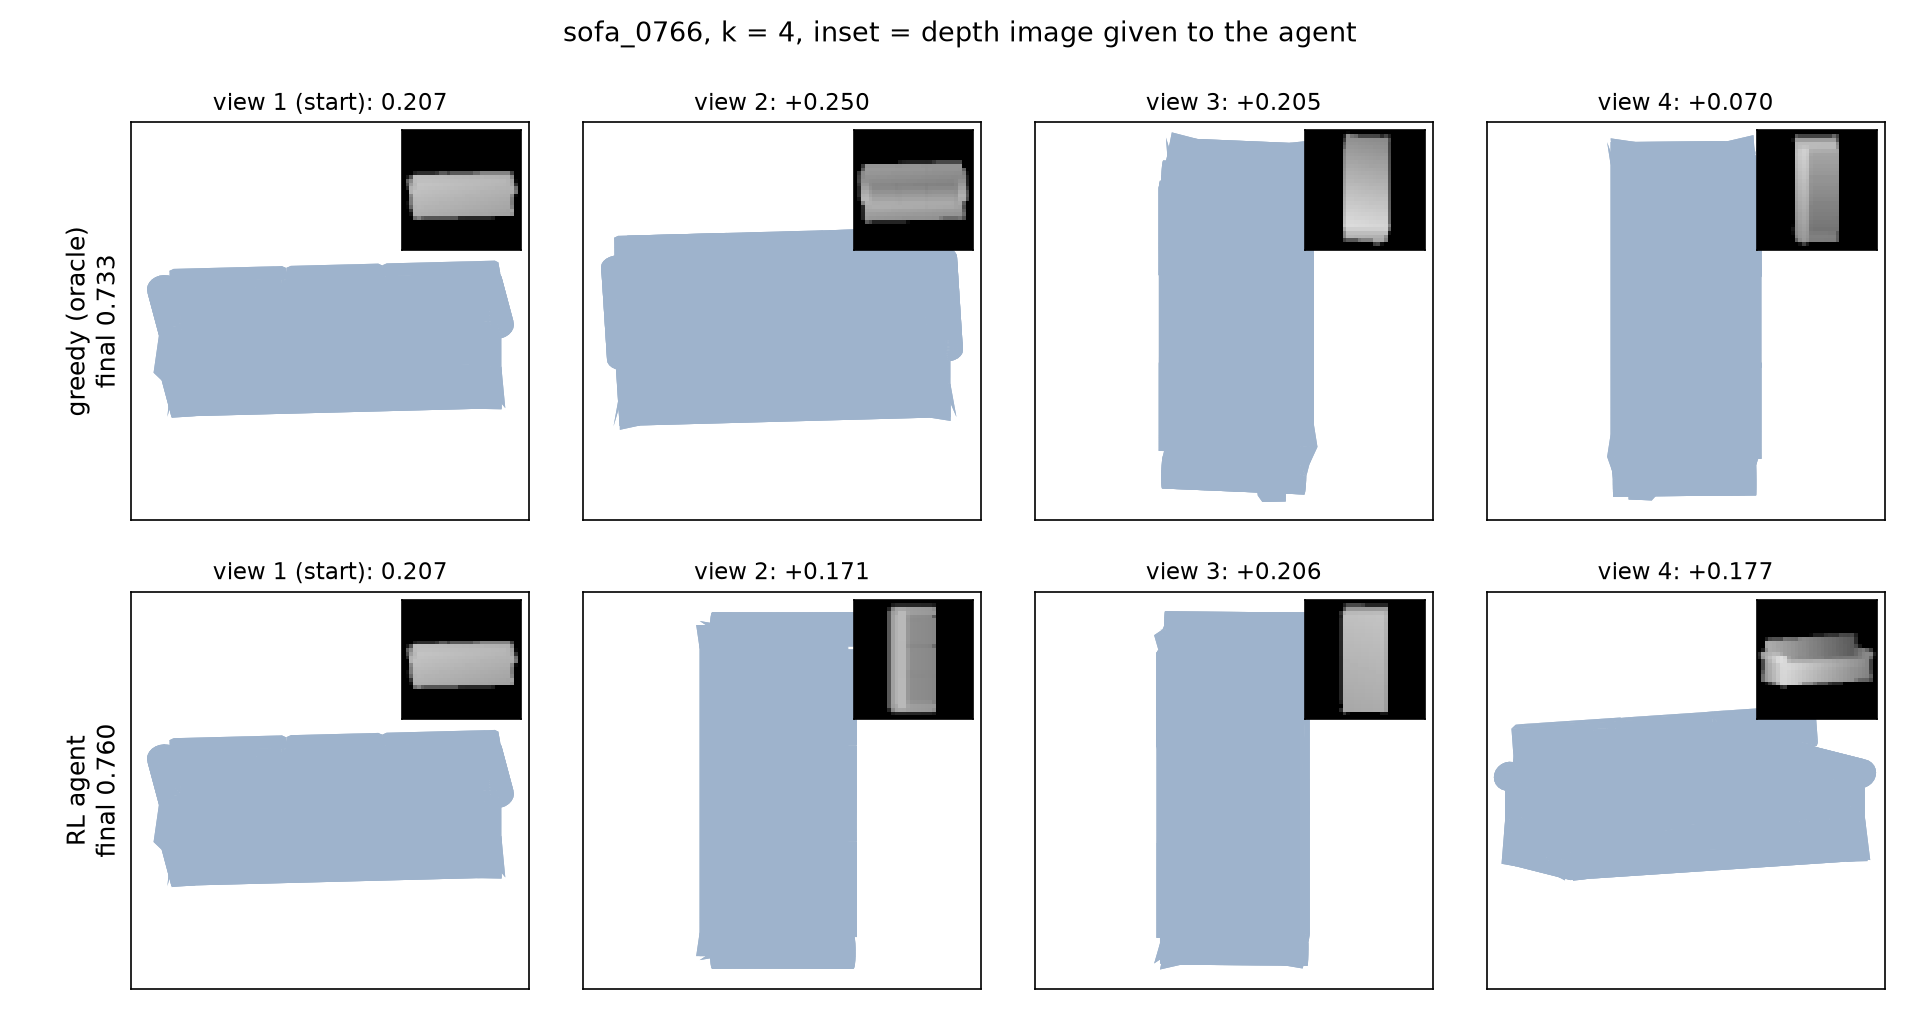 sofa_0766, k = 4, inset = depth image given to the agent
greedy (oracle)
final 0.733
view 1 (start): 0.207
view 2: +0.250
view 3: +0.205
view 4: +0.070
RL agent
final 0.760
view 1 (start): 0.207
view 2: +0.171
view 3: +0.206
view 4: +0.177